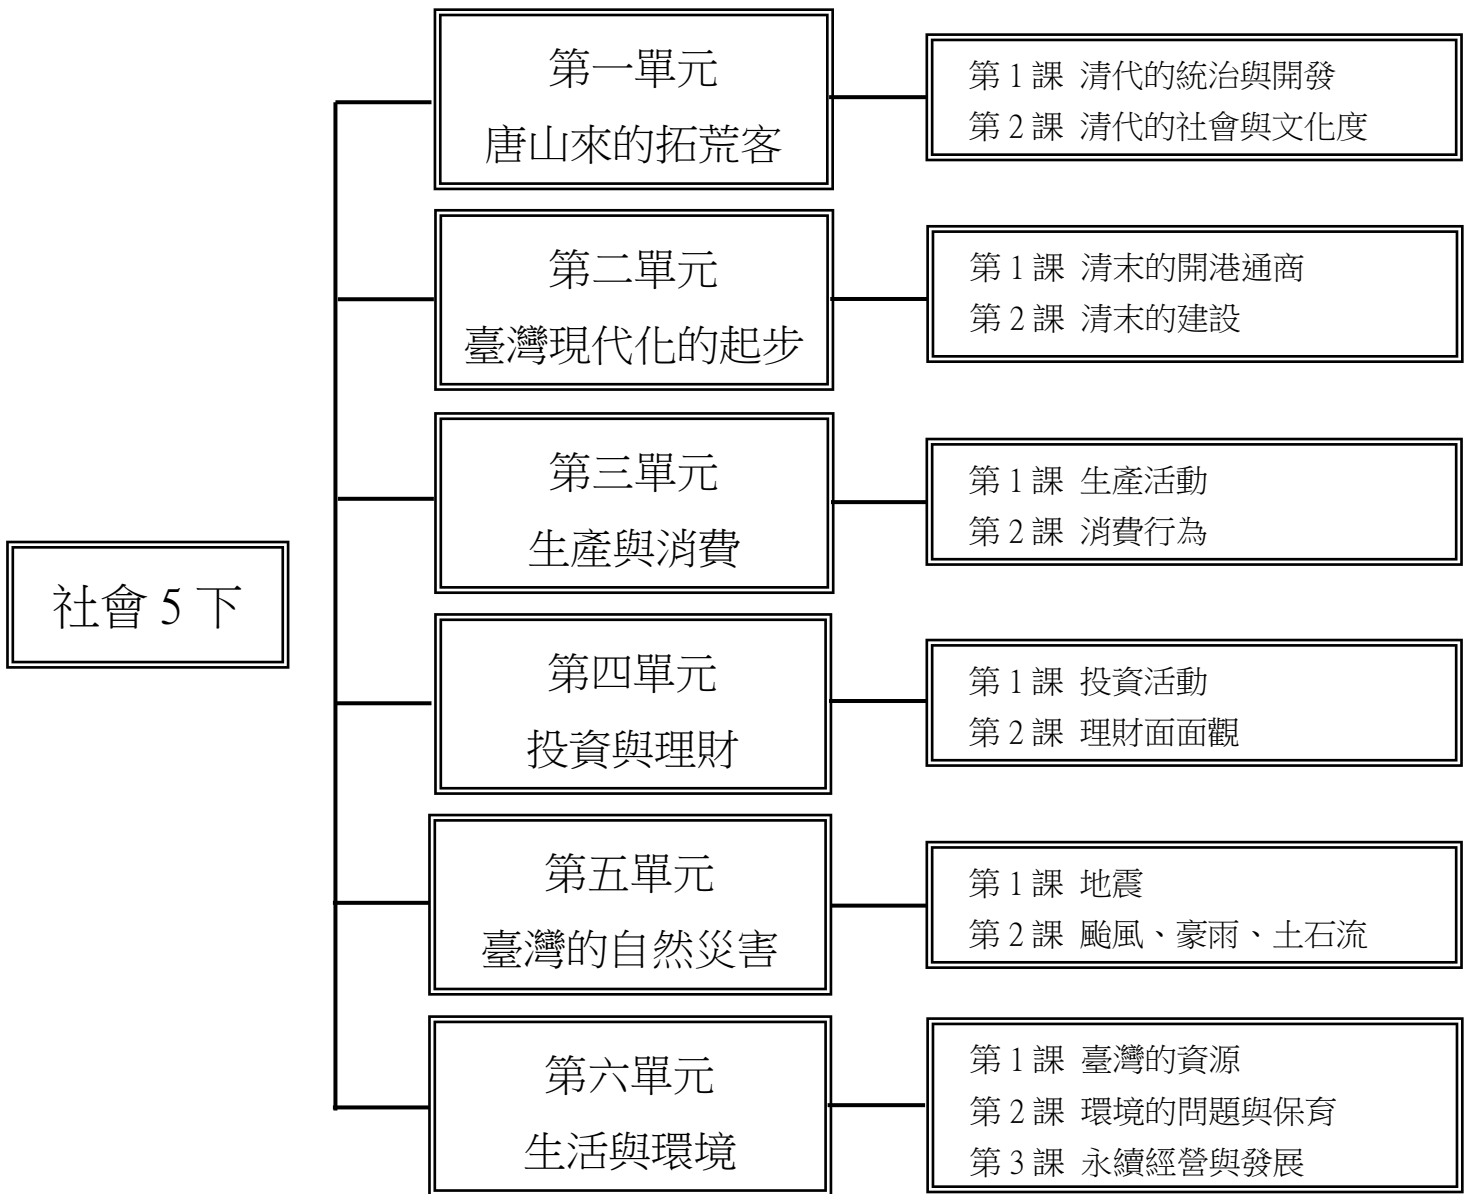 社會 5 下
第一單元
唐山來的拓荒客
第 1 課 清代的統治與開發
第 2 課 清代的社會與文化度
第二單元
臺灣現代化的起步
第 1 課 清末的開港通商
第 2 課 清末的建設
第三單元
生產與消費
第 1 課 生產活動
第 2 課 消費行為
第四單元
投資與理財
第 1 課 投資活動
第 2 課 理財面面觀
第五單元
臺灣的自然災害
第 1 課 地震
第 2 課 颱風、豪雨、土石流
第六單元
生活與環境
第 1 課 臺灣的資源
第 2 課 環境的問題與保育
第 3 課 永續經營與發展